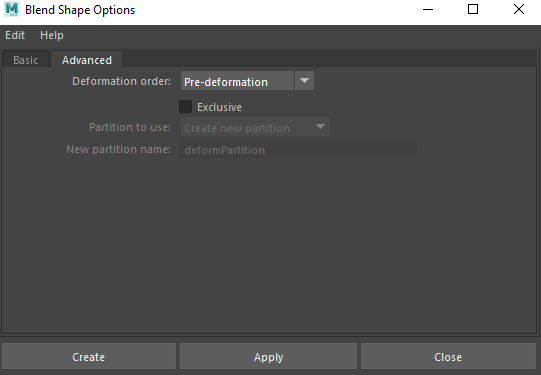 Blend Shape Options
Edit Help
Basic Advanced
Deformation order: Pre-deformation
Exclusive
Partition to use: Create new partition
New partition name: deformPartition
Create Apply Close